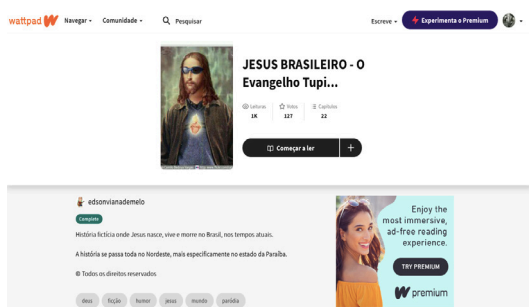 wattpad
Navegar
Comunidade
Pesquisar
Escreve
Experimenta o Premium
JESUS BRASILEIRO - O
Evangelho Tupi...
Leituras
Votos
Capítulos
1K
127
22
Começar a ler
+
edsonvianademelo
Complete
História fictícia onde Jesus nasce, vive e morre no Brasil, nos tempos atuais.
A história se passa toda no Nordeste, mais especificamente no estado da Paraíba.
® Todos os direitos reservados
deus
ficção
humor
jesus
mundo
paródia
Enjoy the
most immersive,
ad-free reading
experience.
TRY PREMIUM
premium